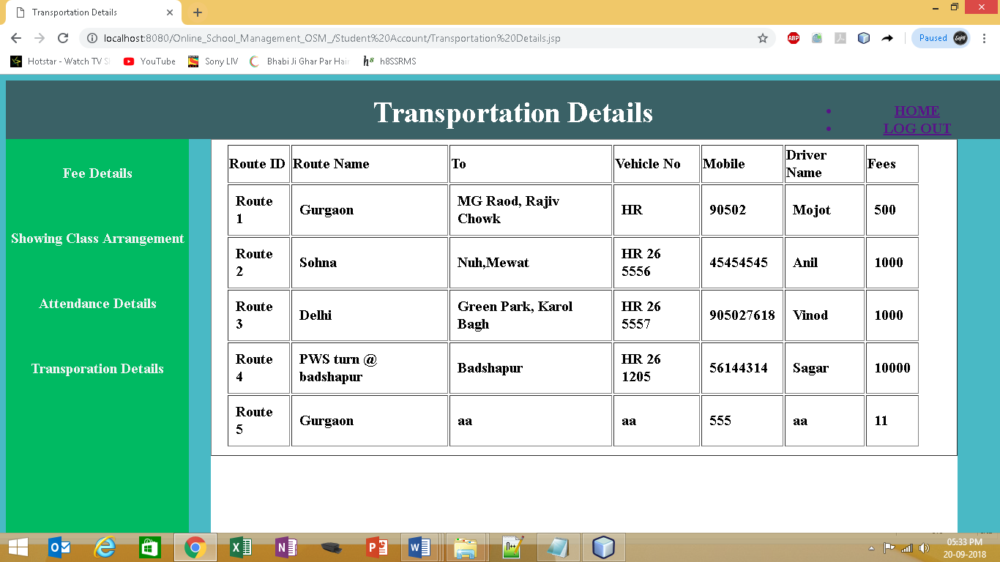 Transportation Details
localhost:8080/Online_School_Management_OSM_/Student%20Account/Transportation%20Details.jsp
ABP
Paused
Hotstar - Watch TV S
YouTube
Sony LIV
Bhabi Ji Ghar Par Hain
h8
h8SSRMS
Transportation Details
HOME
LOG OUT
Fee Details
Showing Class Arrangement
Attendance Details
Transporation Details
Route ID Route Name To Vehicle No Mobile Driver Name Fees
Route 1 Gurgaon MG Raod, Rajiv Chowk HR 90502 Mojot 500
Route 2 Sohna Nuh,Mewat HR 26 5556 45454545 Anil 1000
Route 3 Delhi Green Park, Karol Bagh HR 26 5557 905027618 Vinod 1000
Route 4 PWS turn @ badshapur Badshapur HR 26 1205 56144314 Sagar 10000
Route 5 Gurgaon aa aa 555 aa 11
05:33 PM
20-09-2018